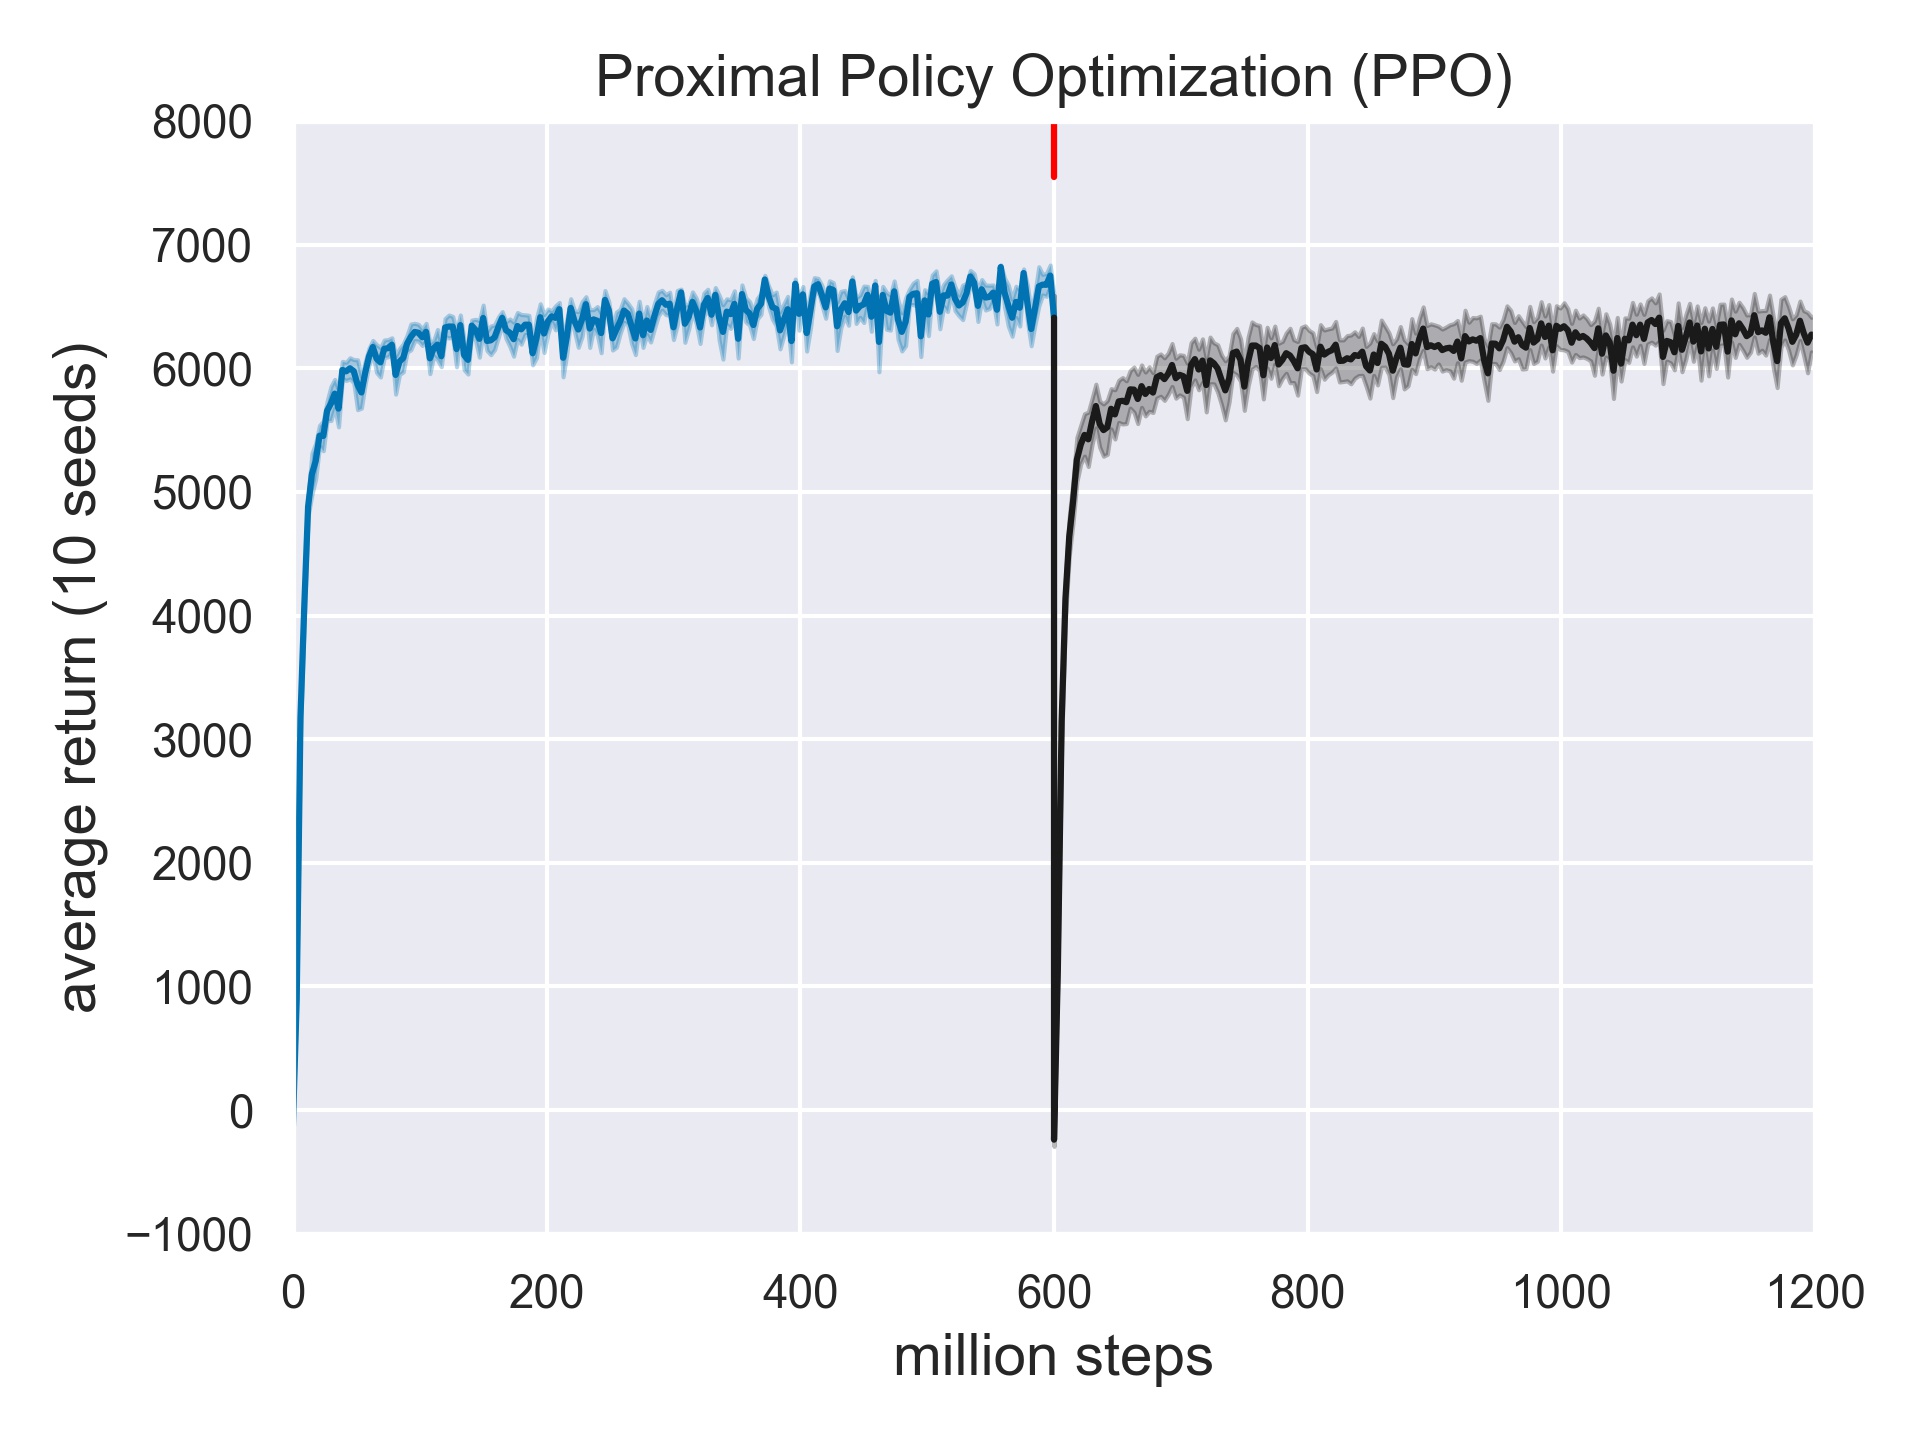 Proximal Policy Optimization (PPO)
8000
7000
6000
5000
4000
3000
2000
1000
0
−1000
average return (10 seeds)
0 200 400 600 800 1000 1200
million steps